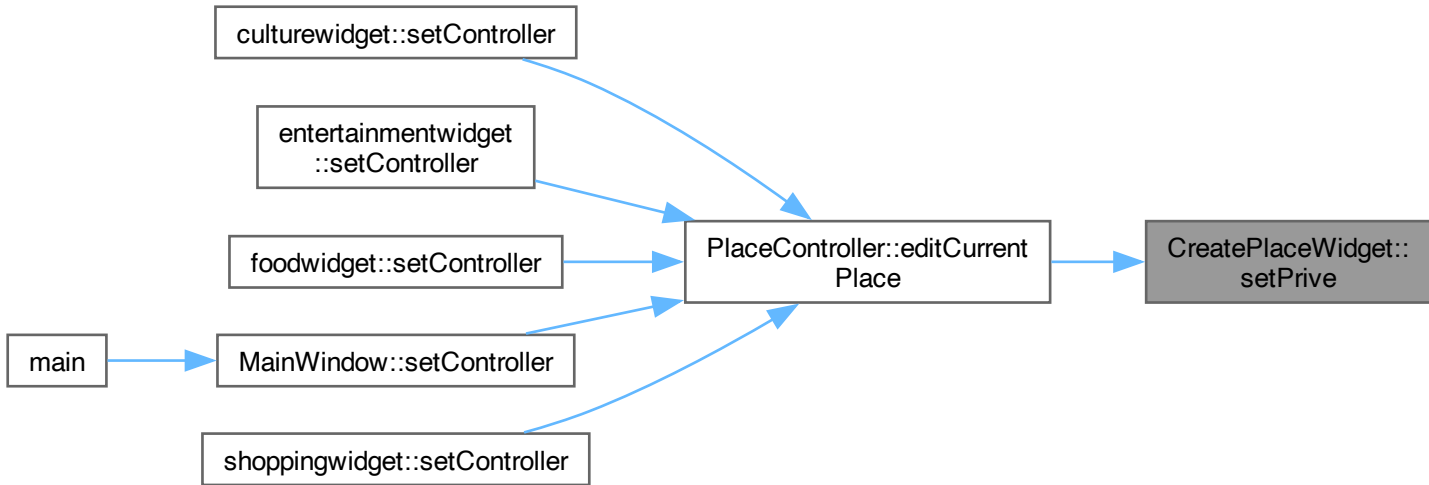 culturewidget::setController
entertainmentwidget
::setController
foodwidget::setController
main
MainWindow::setController
shoppingwidget::setController
PlaceController::editCurrent
Place
CreatePlaceWidget::
setPrive